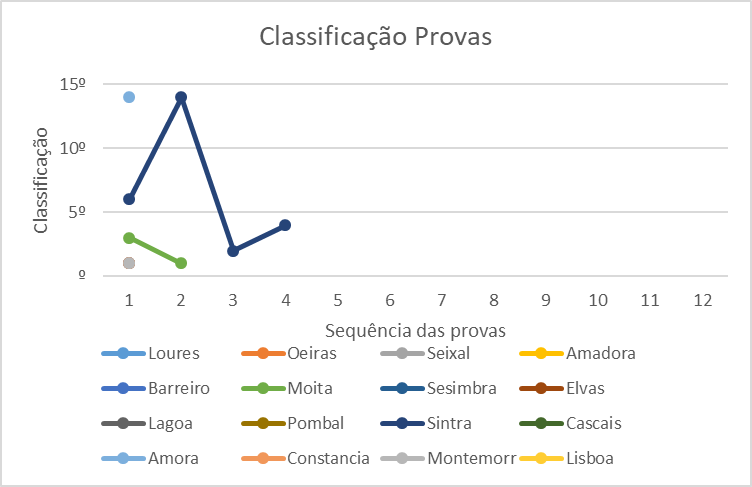 Classificação Provas
15º
10º
5º
º
Classificação
1 2 3 4 5 6 7 8 9 10 11 12
Sequência das provas
Loures Oeiras Seixal Amadora
Barreiro Moita Sesimbra Elvas
Lagoa Pombal Sintra Cascais
Amora Constancia Montemorr Lisboa